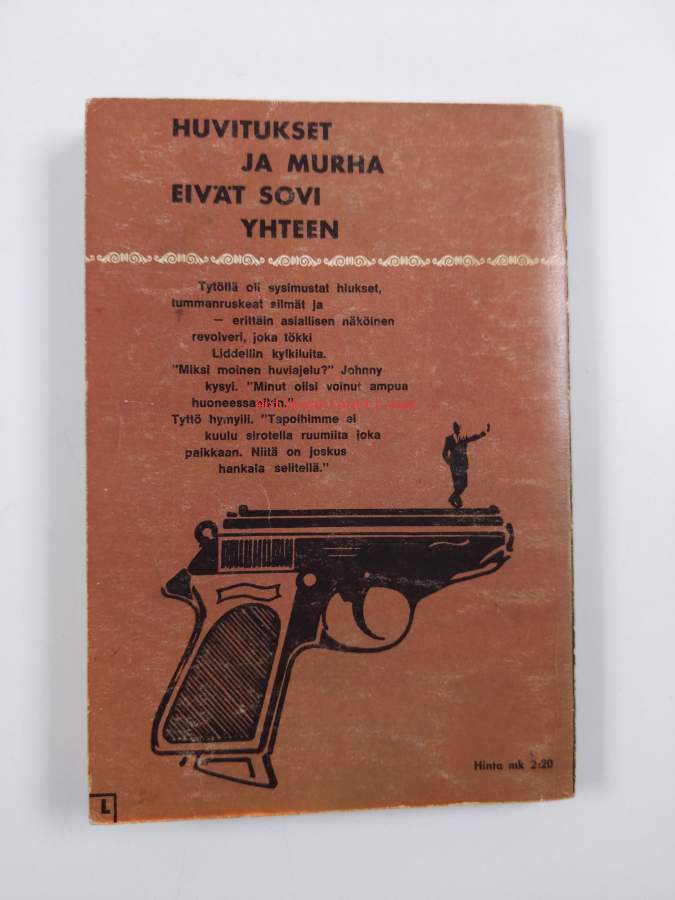 HUVITUKSET
JA MURHA
EIVÄT SOVI
YHTEEN
Tytöllä oli sysimustat hiukset,
tummanruskeat silmät ja
— erittäin asiallisen näköinen
revolveri, joka tökki
Liddellin kylkiluita.
"Miksi moinen huviajelu?" Johnny
kysyi. "Minut olisi voinut ampua
huoneessanikin."
Tyttö hymyili. "Tapoihimme ei
kuulu sirotella ruumiita joka
paikkaan. Niitä on joskus
hankala selitellä."
Hinta mk 2:20
L